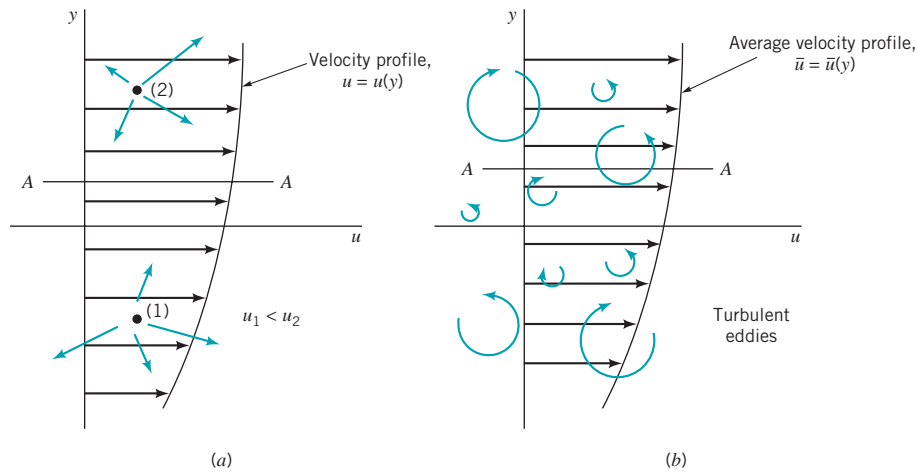 y
(2)
Velocity profile,
u = u(y)
A
A
u
(1)
u₁ < u₂
(a)
y
Average velocity profile,
ū = ū(y)
A
A
u
Turbulent
eddies
(b)